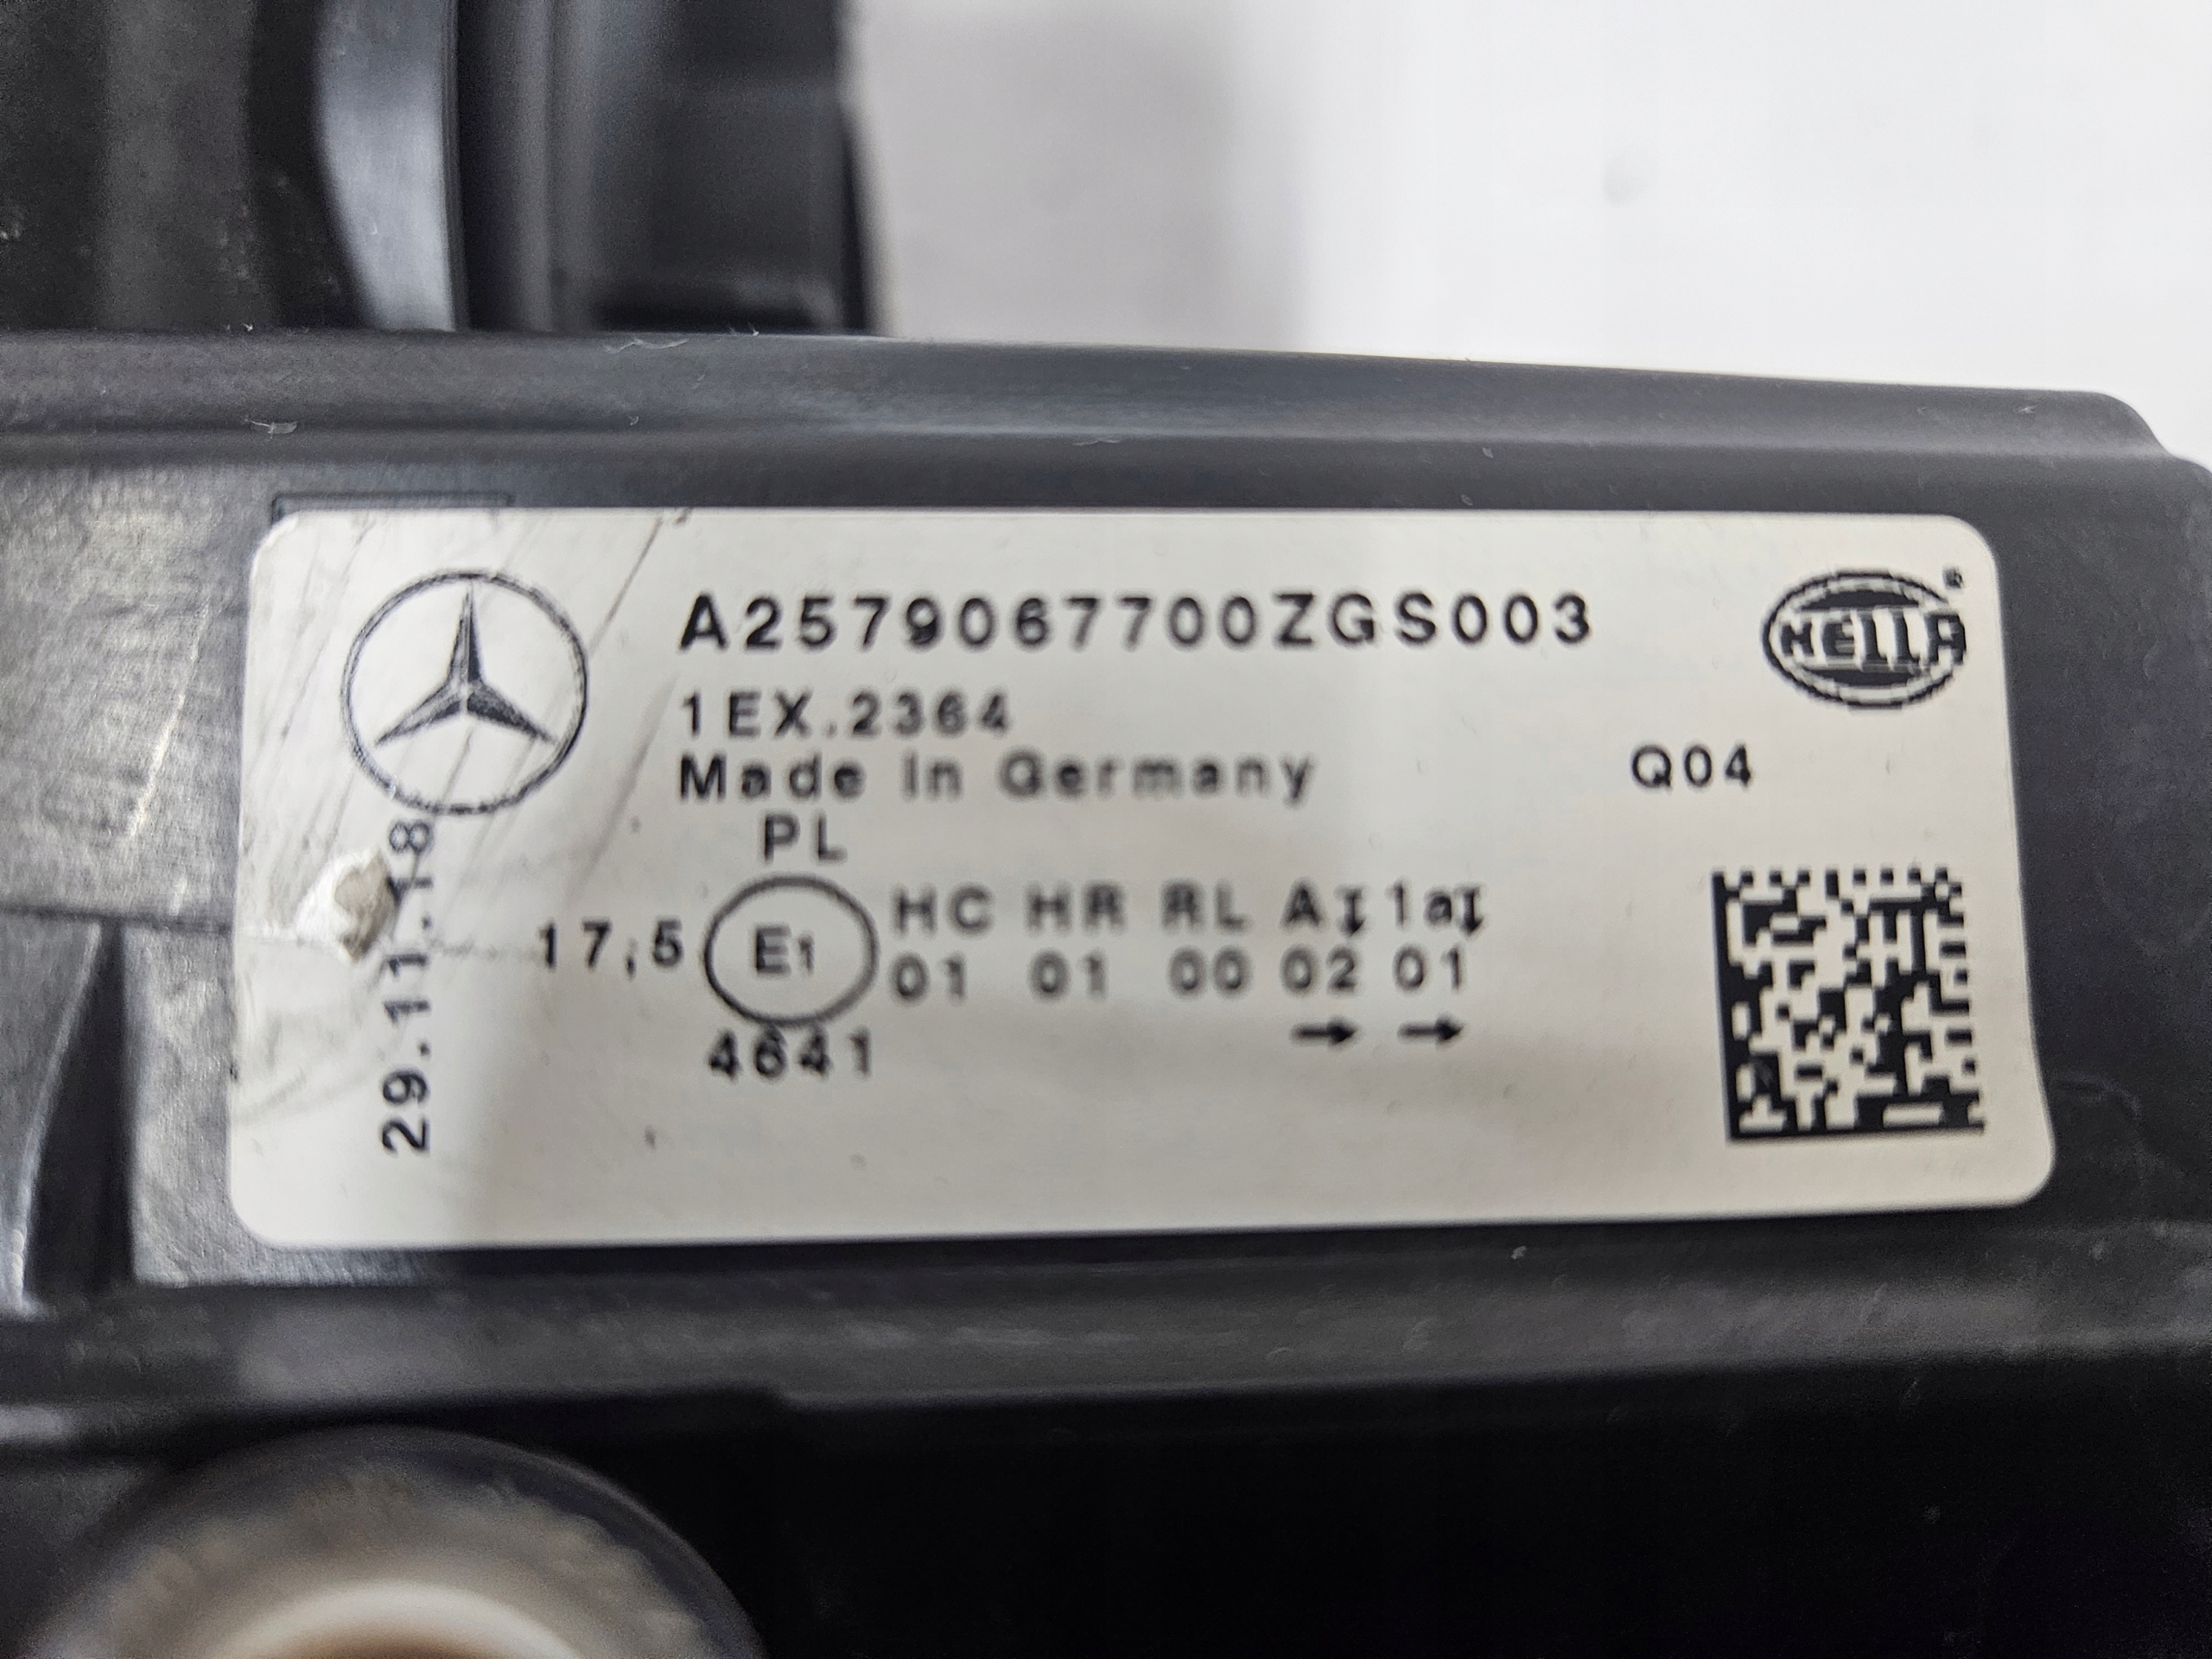 A2579067700ZGS003
HELLA
®
1EX.2364
Made In Germany
Q04
PL
17,5 E1 HC HR RL A↧ 1a↧
01 01 00 02 01
→ →
4641
29.11.18